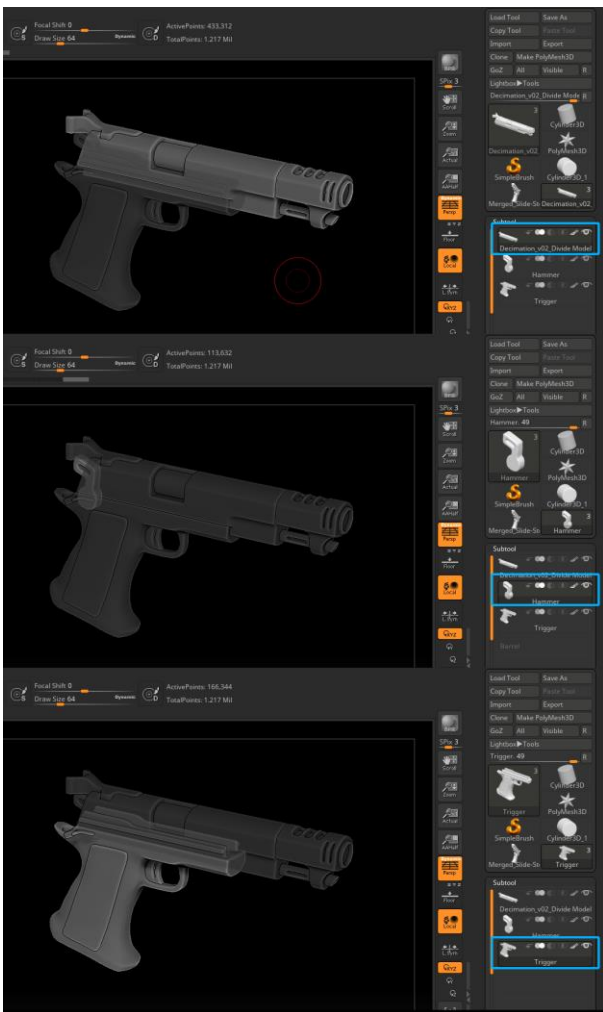 Focal Shift 0
ActivePoints: 433,312
Draw Size 64
Dynamic
TotalPoints: 1.217 Mil
S
D
Load Tool Save As
Copy Tool Paste Tool
Import Export
Clone Make PolyMesh3D
GoZ All Visible R
Lightbox▶Tools
Decimation_v02_Divide Mode R
3
Cylinder3D
Decimation_v02 PolyMesh3D
SimpleBrush Cylinder3D_1
3
Merged_Slide-St Decimation_v02_
SPix 3
Scroll
Zoom
Actual
AAHalf
Persp
Floor
Local
L.Sym
Subtool
Decimation_v02_Divide Model
Hammer
Trigger
Focal Shift 0
ActivePoints: 113,632
Draw Size 64
Dynamic
TotalPoints: 1.217 Mil
S
D
Load Tool Save As
Copy Tool Paste Tool
Import Export
Clone Make PolyMesh3D
GoZ All Visible R
Lightbox▶Tools
Hammer. 49 R
3
Cylinder3D
Hammer PolyMesh3D
SimpleBrush Cylinder3D_1
3
Merged_Slide-St Hammer
SPix 3
Scroll
Zoom
Actual
AAHalf
Persp
Floor
Local
L.Sym
Subtool
Decimation_v02_Divide Model
Hammer
Trigger
Barrel
Focal Shift 0
ActivePoints: 166,344
Draw Size 64
Dynamic
TotalPoints: 1.217 Mil
S
D
Load Tool Save As
Copy Tool Paste Tool
Import Export
Clone Make PolyMesh3D
GoZ All Visible R
Lightbox▶Tools
Trigger. 49 R
3
Cylinder3D
Trigger PolyMesh3D
SimpleBrush Cylinder3D_1
3
Merged_Slide-St Trigger
SPix 3
Scroll
Zoom
Actual
AAHalf
Persp
Floor
Local
L.Sym
Subtool
Decimation_v02_Divide Model
Hammer
Trigger